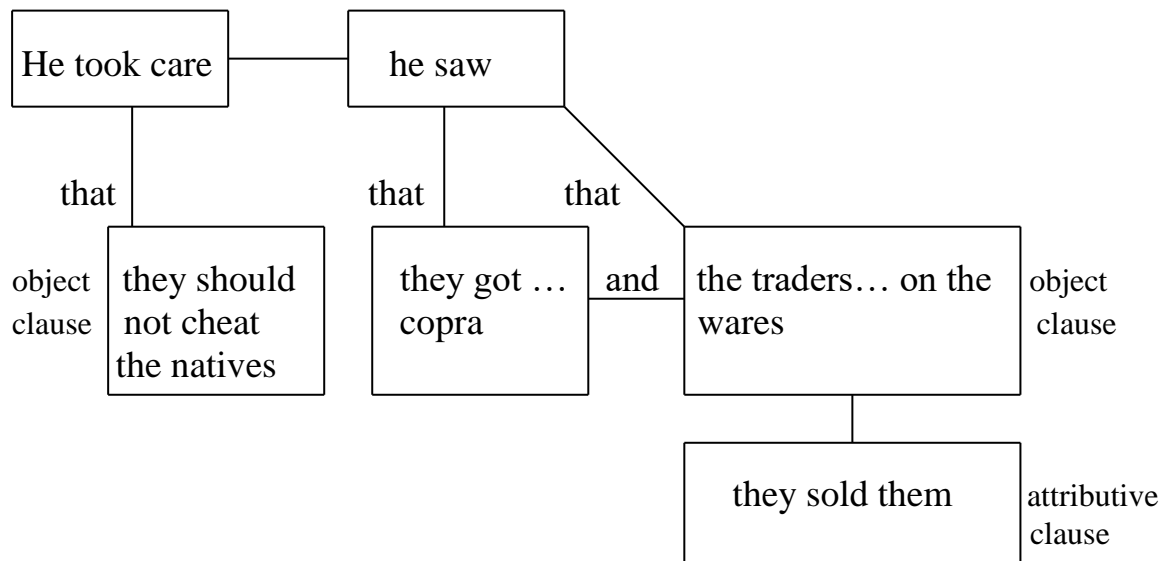 He took care
he saw
that
that
that
object
clause
they should
not cheat
the natives
they got …
copra
and
the traders… on the
wares
object
clause
they sold them
attributive
clause